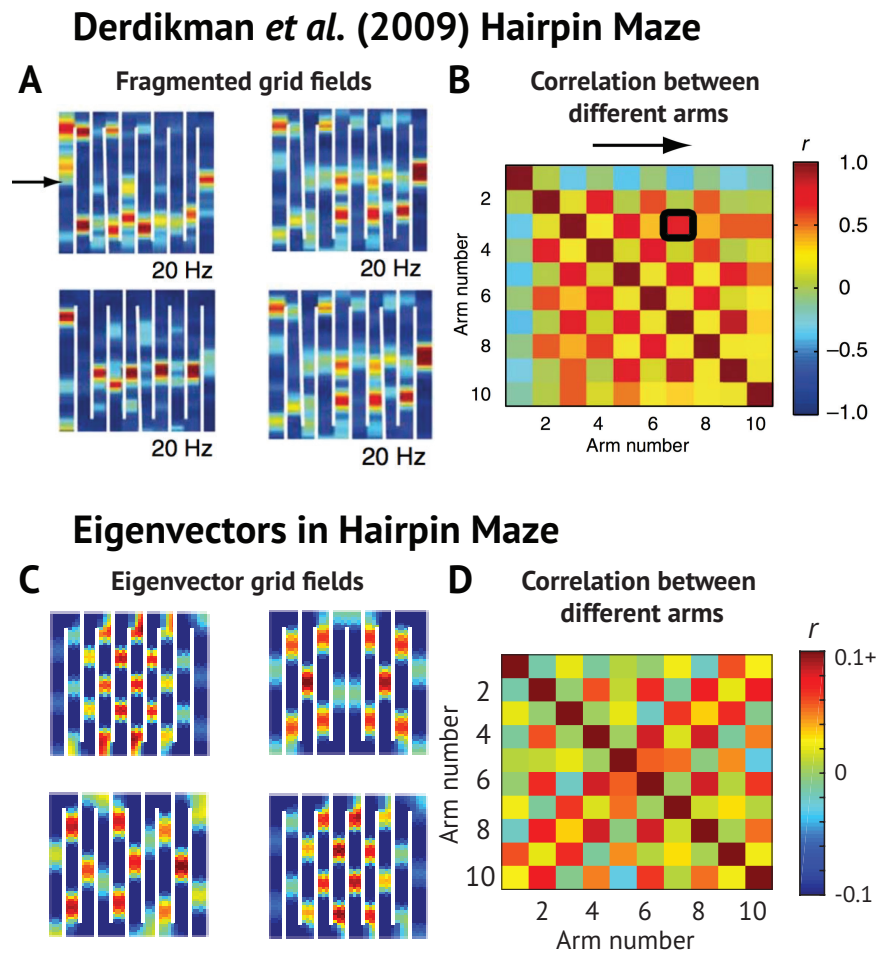 Derdikman et al. (2009) Hairpin Maze
A
Fragmented grid fields
20 Hz
20 Hz
20 Hz
20 Hz
B
Correlation between
different arms
r
1.0
0.5
0
−0.5
−1.0
2
4
6
8
10
Arm number
2 4 6 8 10
Arm number
Eigenvectors in Hairpin Maze
C
Eigenvector grid fields
D
Correlation between
different arms
r
0.1+
0
-0.1
2
4
6
8
10
Arm number
2 4 6 8 10
Arm number